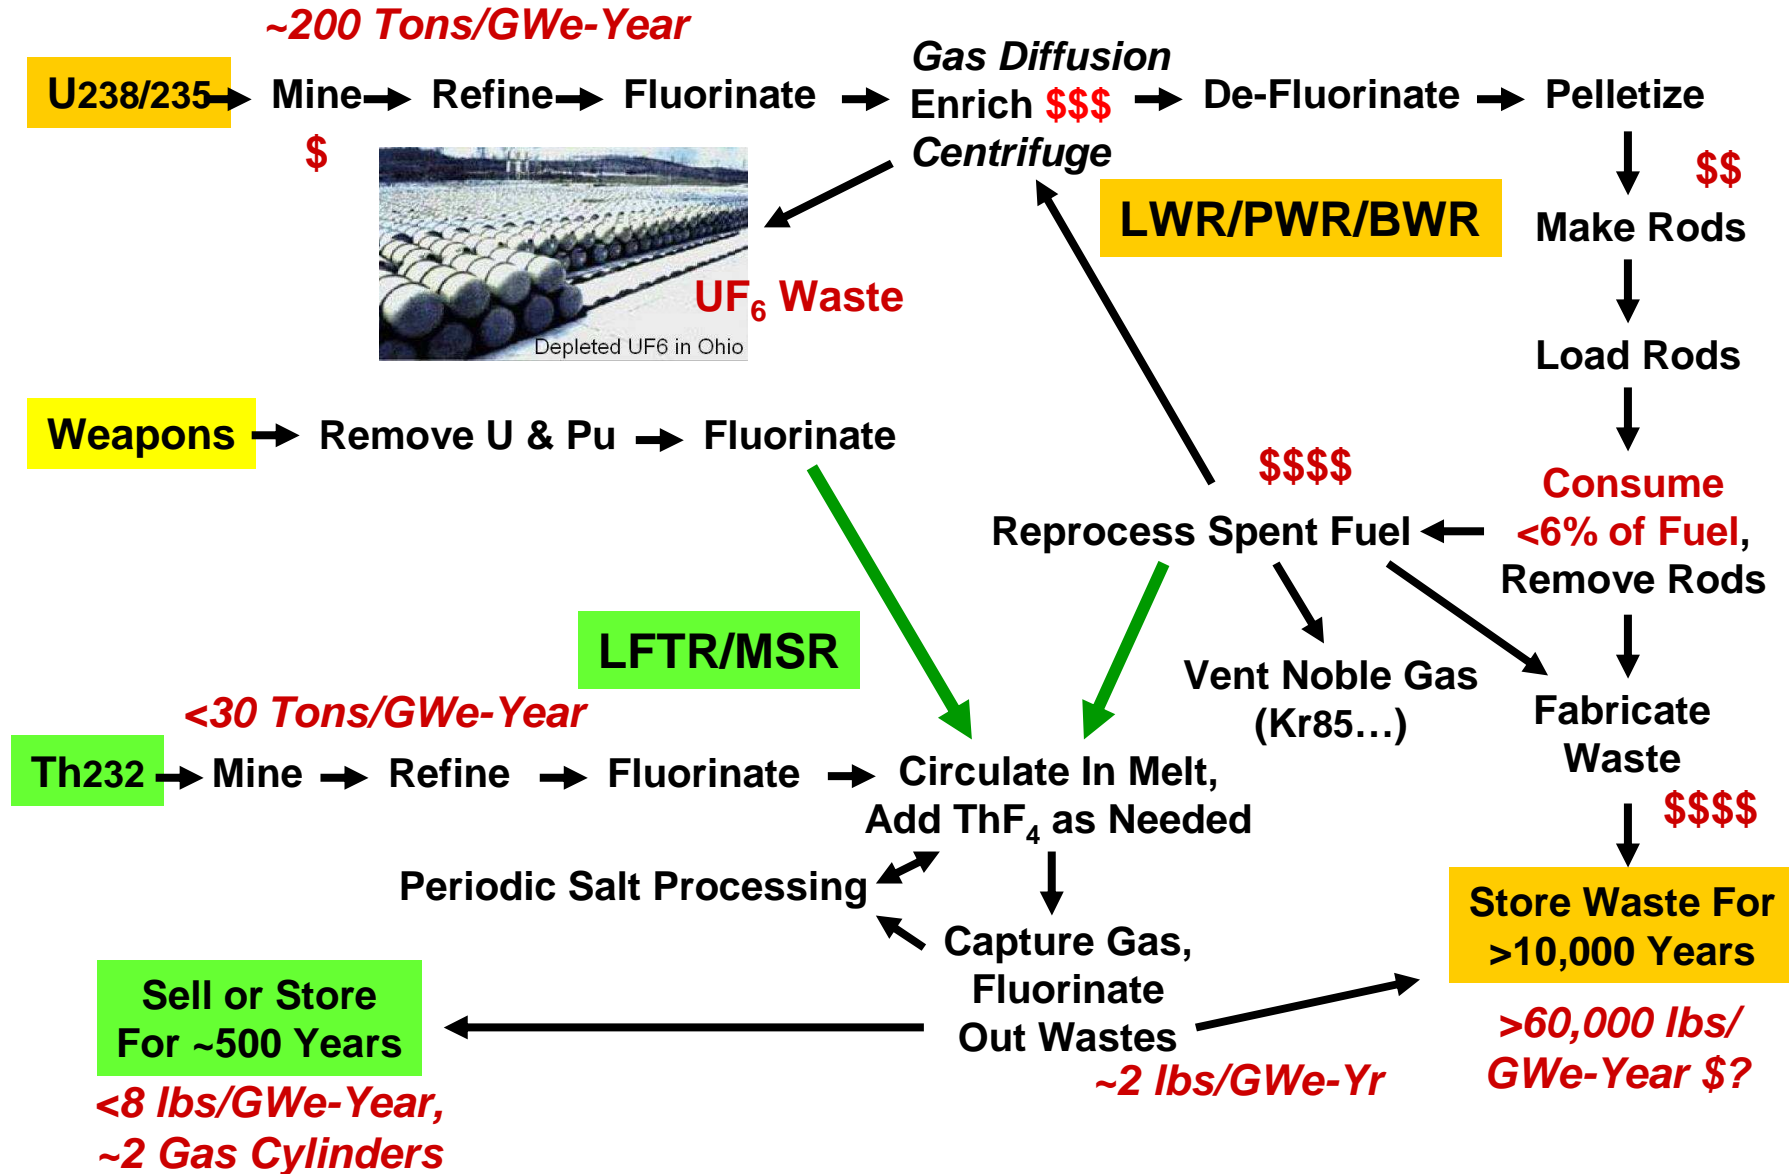 ~200 Tons/GWe-Year
U238/235
Mine
Refine
Fluorinate
Gas Diffusion
Enrich $$$
Centrifuge
De-Fluorinate
Pelletize
$
$$
LWR/PWR/BWR
Make Rods
UF₆ Waste
Depleted UF6 in Ohio
Load Rods
Weapons
Remove U & Pu
Fluorinate
$$$$
Reprocess Spent Fuel
Consume
<6% of Fuel,
Remove Rods
LFTR/MSR
Vent Noble Gas
(Kr85…)
Fabricate
Waste
$$$$
<30 Tons/GWe-Year
Th232
Mine
Refine
Fluorinate
Circulate In Melt,
Add ThF₄ as Needed
Periodic Salt Processing
Capture Gas,
Fluorinate
Out Wastes
Store Waste For
>10,000 Years
Sell or Store
For ~500 Years
~2 lbs/GWe-Yr
>60,000 lbs/
GWe-Year $?
<8 lbs/GWe-Year,
~2 Gas Cylinders